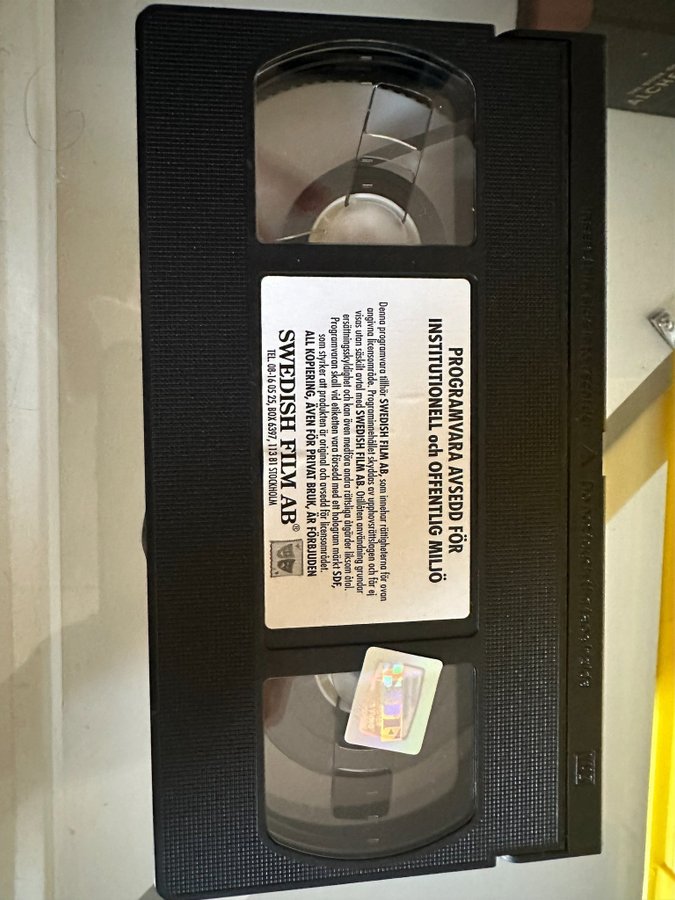 PROGRAMVARA AVSEDD FÖR
INSTITUTIONELL och OFFENTLIG MILJÖ
Denna programvara tillhör SWEDISH FILM AB, som innehar rättigheterna för ovan
angivna licensområde. Programinnehållet skyddas av upphovsrättslagen och får ej
visas utan säskilt avtal med SWEDISH FILM AB. Otillåten användning grundar
ersättningsskyldighet och kan även medföra andra rättsliga åtgärder liksom åtal.
Programvaran skall vid etiketten vara försedd med ett hologram märkt SDF,
som styrker att produkten är original och avsedd för licensområdet.
ALL KOPIERING, ÄVEN FÖR PRIVAT BRUK, ÄR FÖRBJUDEN
SWEDISH FILM AB®
TEL. 08-16 05 25, BOX 6397, 113 81 STOCKHOLM